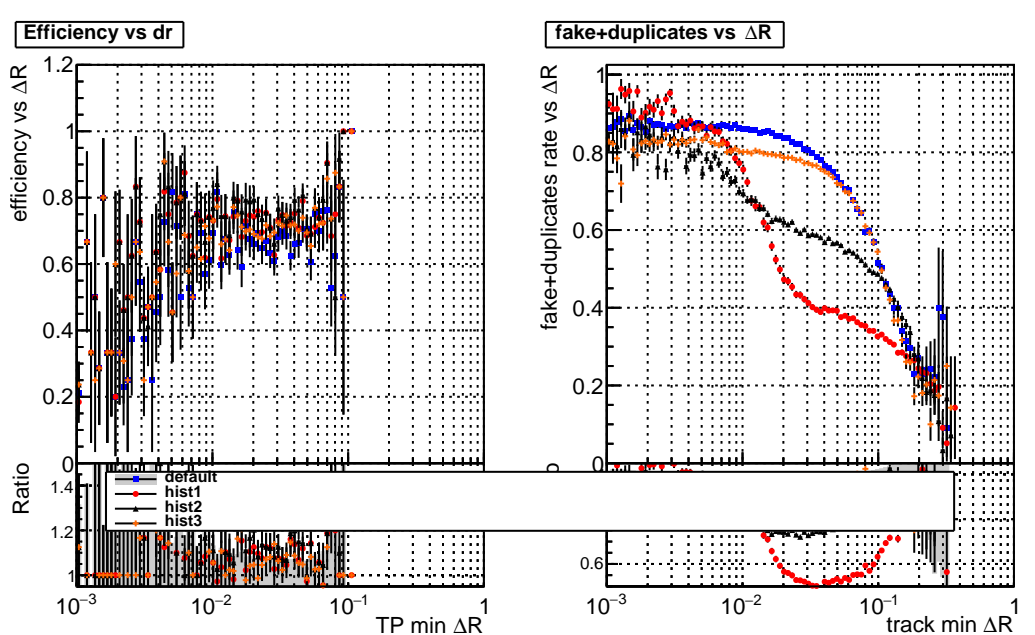 Efficiency vs dr
fake+duplicates vs ΔR
efficiency vs ΔR
1.2
1
0.8
0.6
0.4
0.2
0
fake+duplicates rate vs ΔR
1
0.8
0.6
0.4
0.2
0
Ratio
1.4
1.2
1
0.6
default
hist1
hist2
hist3
10⁻³
10⁻²
10⁻¹
1
TP min ΔR
10⁻³
10⁻²
10⁻¹
1
track min ΔR